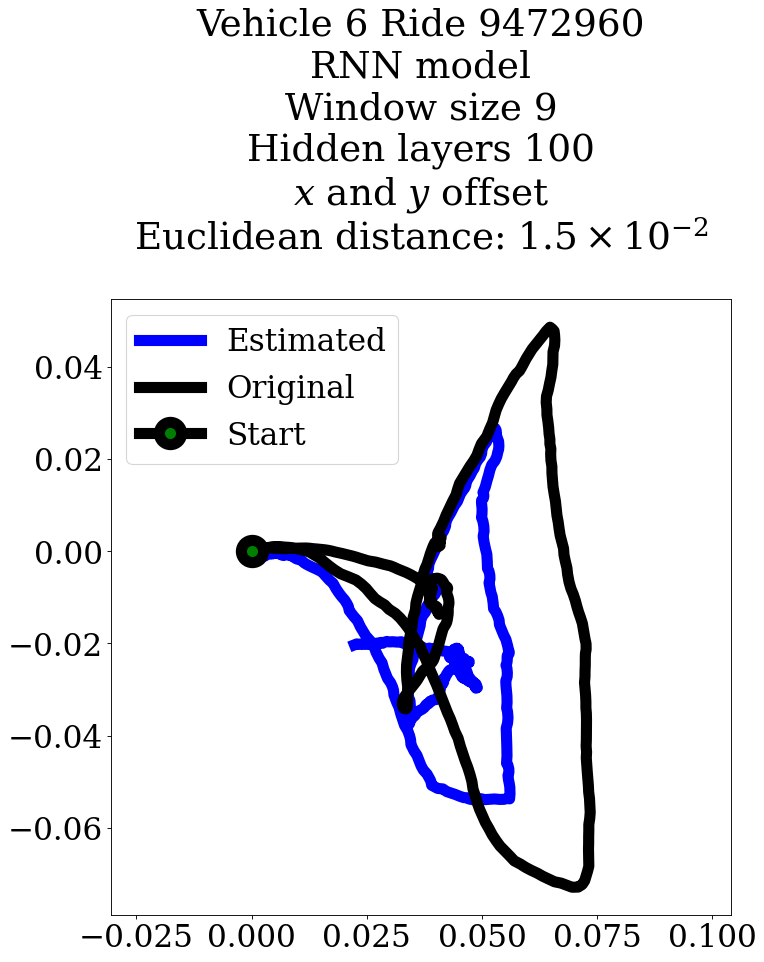 Vehicle 6 Ride 9472960
RNN model
Window size 9
Hidden layers 100
x and y offset
Euclidean distance: 1.5 × 10⁻²
Estimated
Original
Start
0.04
0.02
0.00
−0.02
−0.04
−0.06
−0.025 0.000 0.025 0.050 0.075 0.100